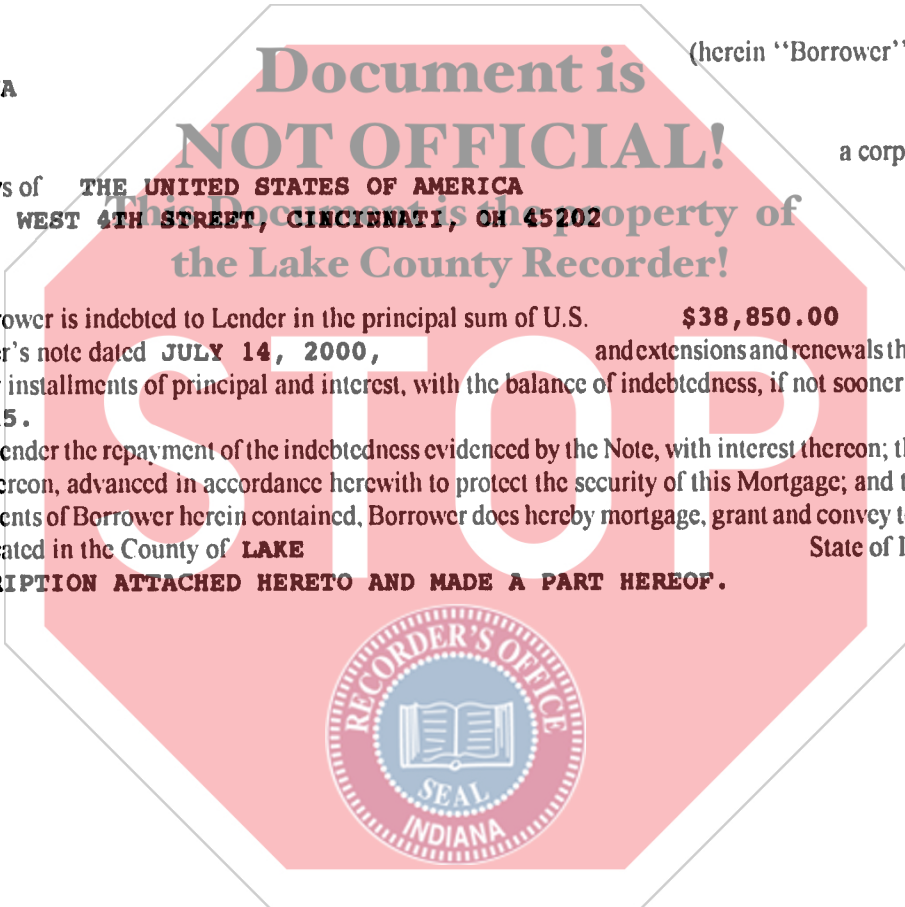 (herein “Borrower”
Document is
A
NOT OFFICIAL!
a corp
s of THE UNITED STATES OF AMERICA
This Document is the property of
WEST 4TH STREET, CINCINNATI, OH 45202
the Lake County Recorder!
ower is indebted to Lender in the principal sum of U.S. $38,850.00
r's note dated JULY 14, 2000, and extensions and renewals th
installments of principal and interest, with the balance of indebtedness, if not sooner
5.
ender the repayment of the indebtedness evidenced by the Note, with interest thereon; th
ereon, advanced in accordance herewith to protect the security of this Mortgage; and t
ents of Borrower herein contained, Borrower does hereby mortgage, grant and convey t
ated in the County of LAKE State of I
RIPTION ATTACHED HERETO AND MADE A PART HEREOF.
STOP
RECORDER'S OFFICE
SEAL
INDIANA